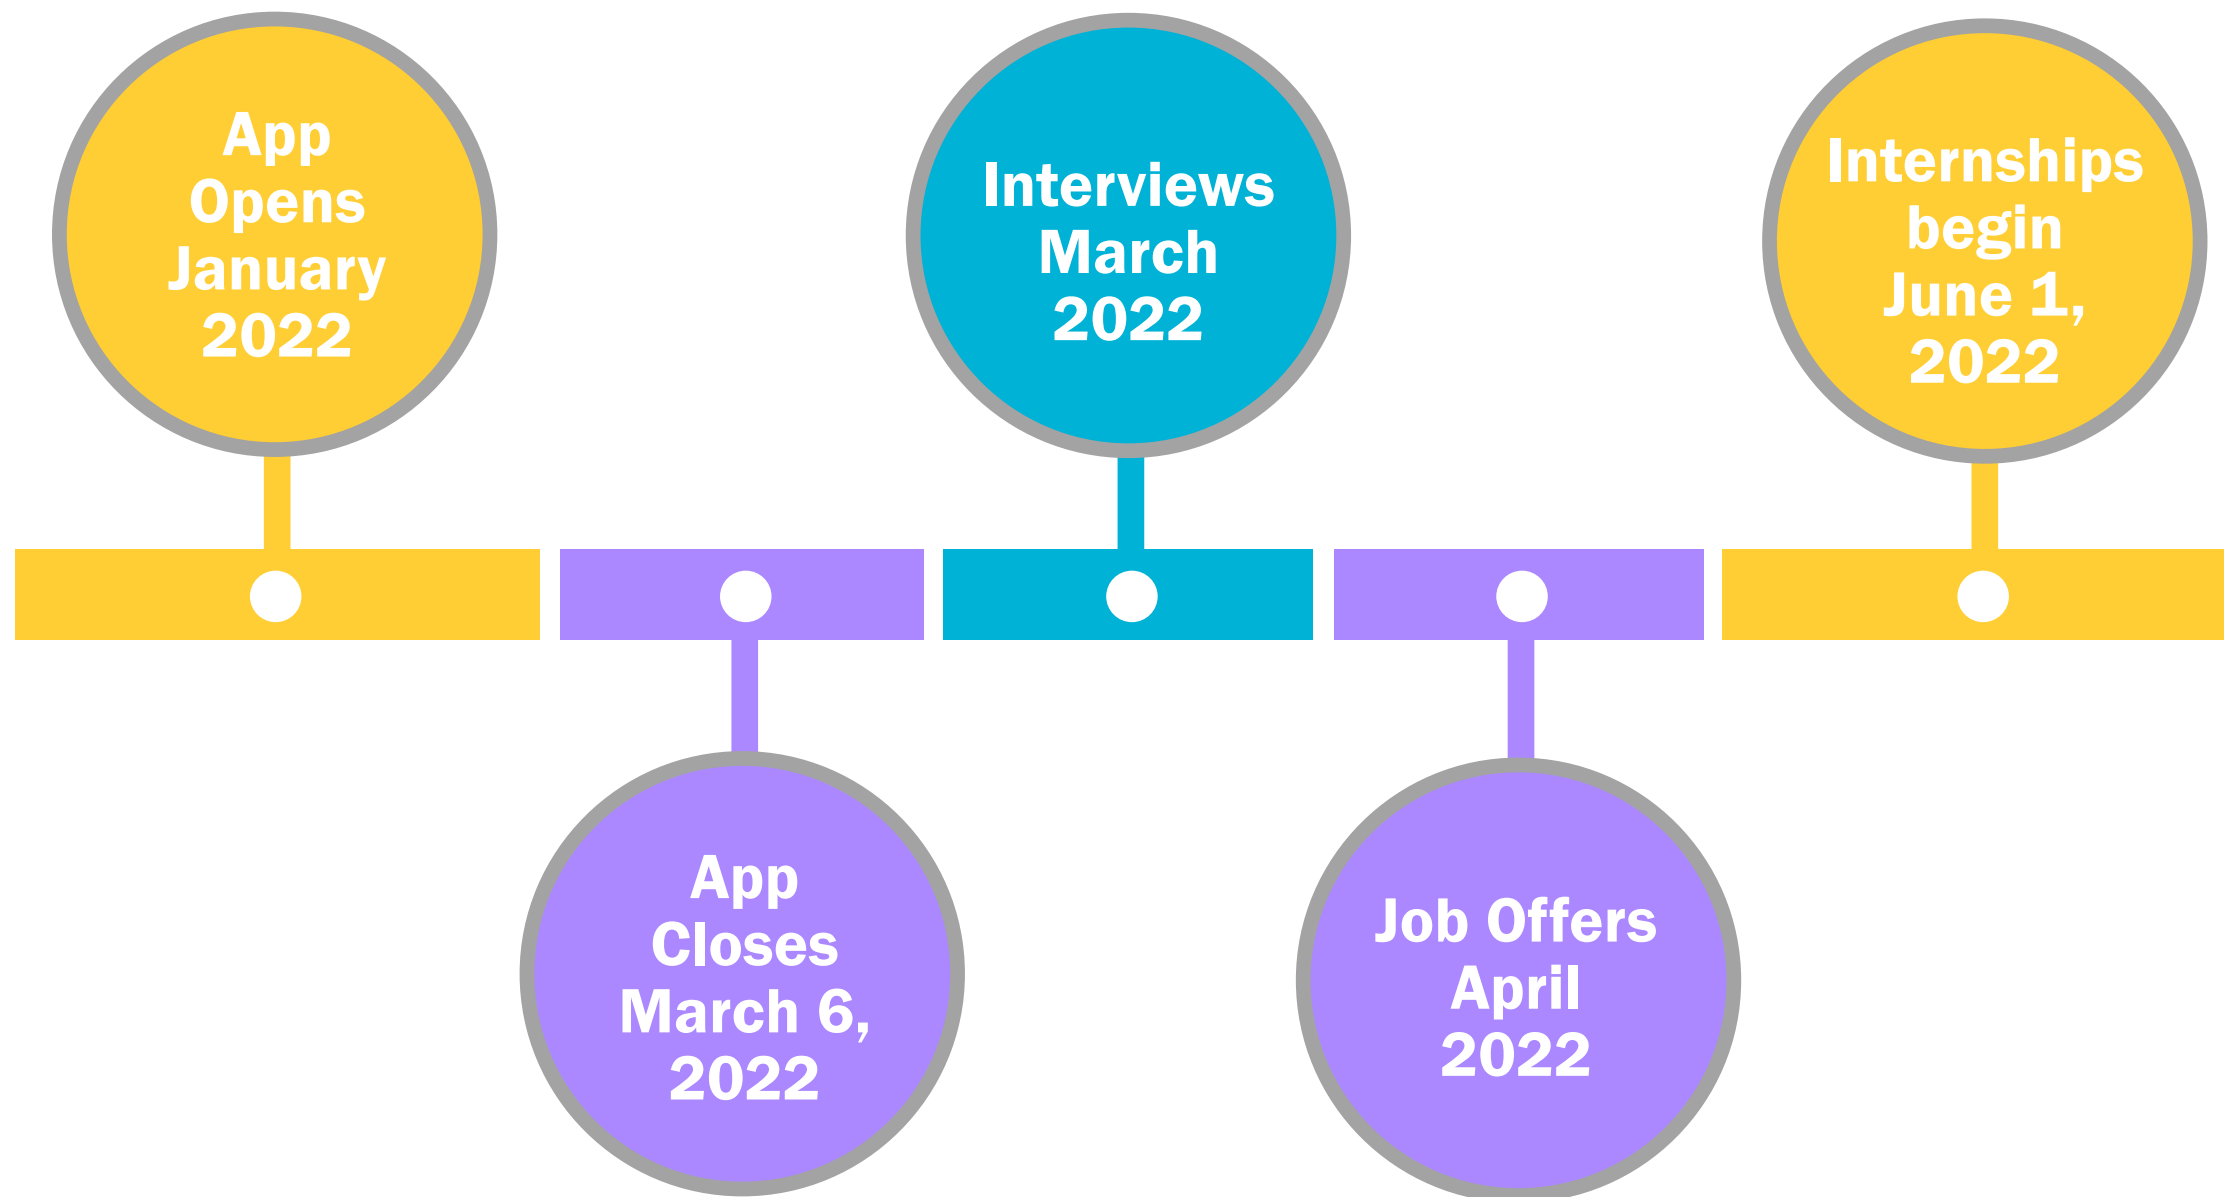 App
Opens
January
2022
App
Closes
March 6,
2022
Interviews
March
2022
Job Offers
April
2022
Internships
begin
June 1,
2022